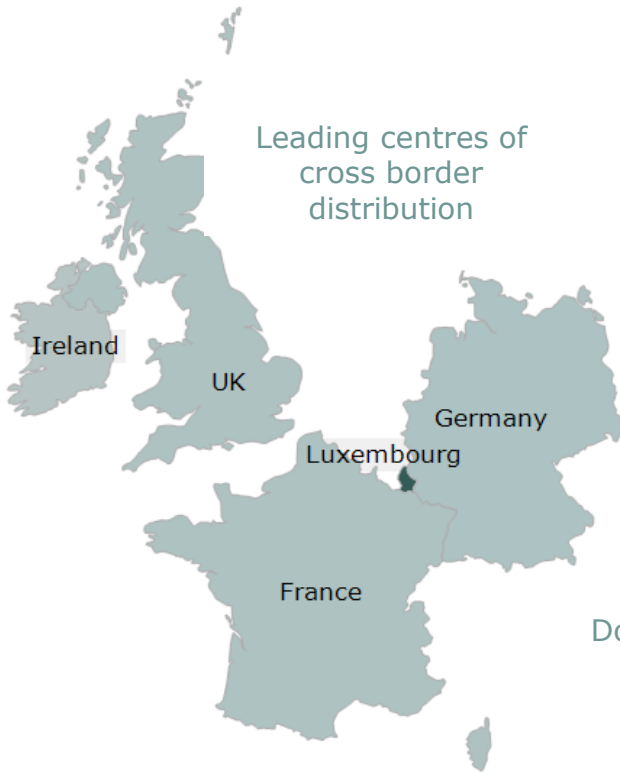 Leading centres of
cross border
distribution
Ireland
UK
Germany
Luxembourg
France